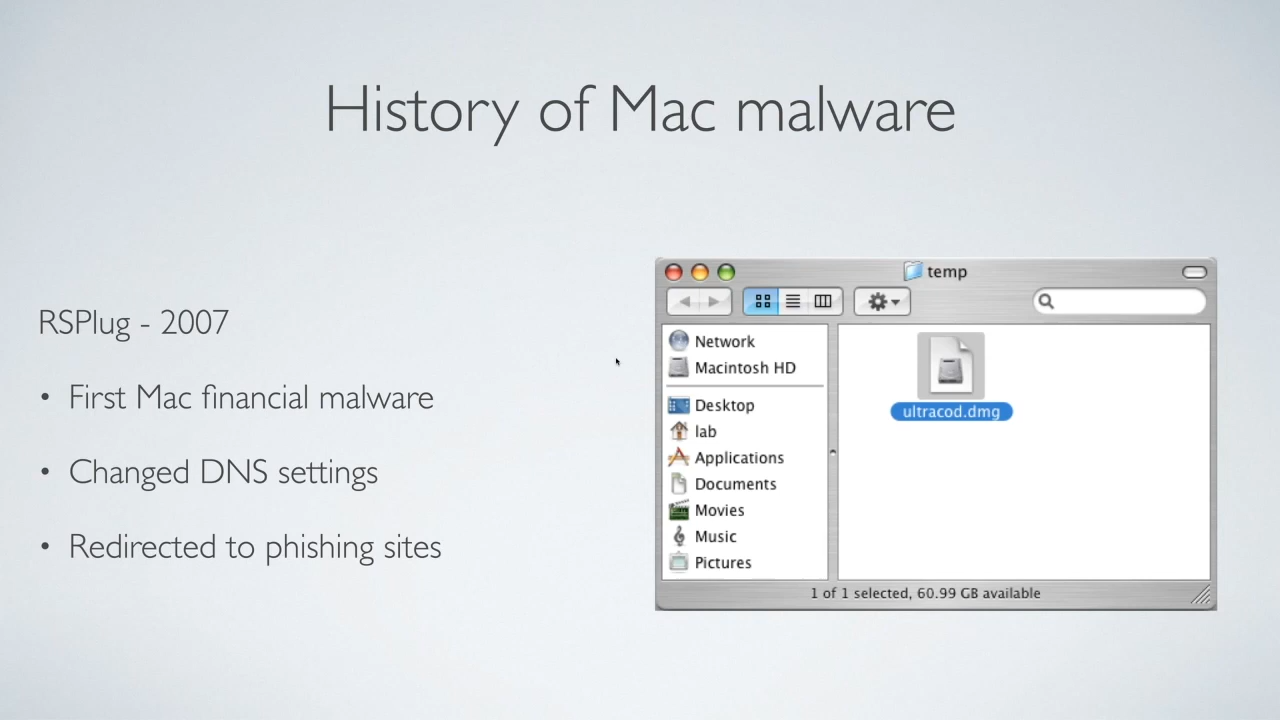 History of Mac malware
RSPlug - 2007
• First Mac financial malware
• Changed DNS settings
• Redirected to phishing sites
temp
Network
Macintosh HD
Desktop
lab
Applications
Documents
Movies
Music
Pictures
ultracod.dmg
1 of 1 selected, 60.99 GB available